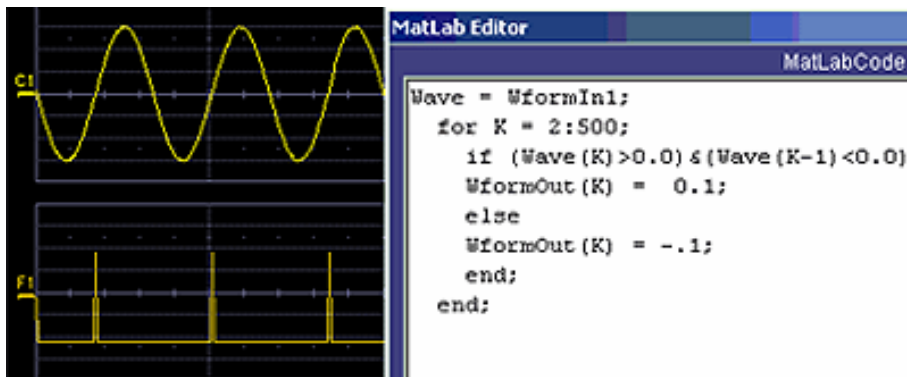 C1
F1
MatLab Editor
MatLabCode
Wave = WformIn1;
for K = 2:500;
if (Wave(K)>0.0)&(Wave(K-1)<0.0)
WformOut(K) = 0.1;
else
WformOut(K) = -.1;
end;
end;